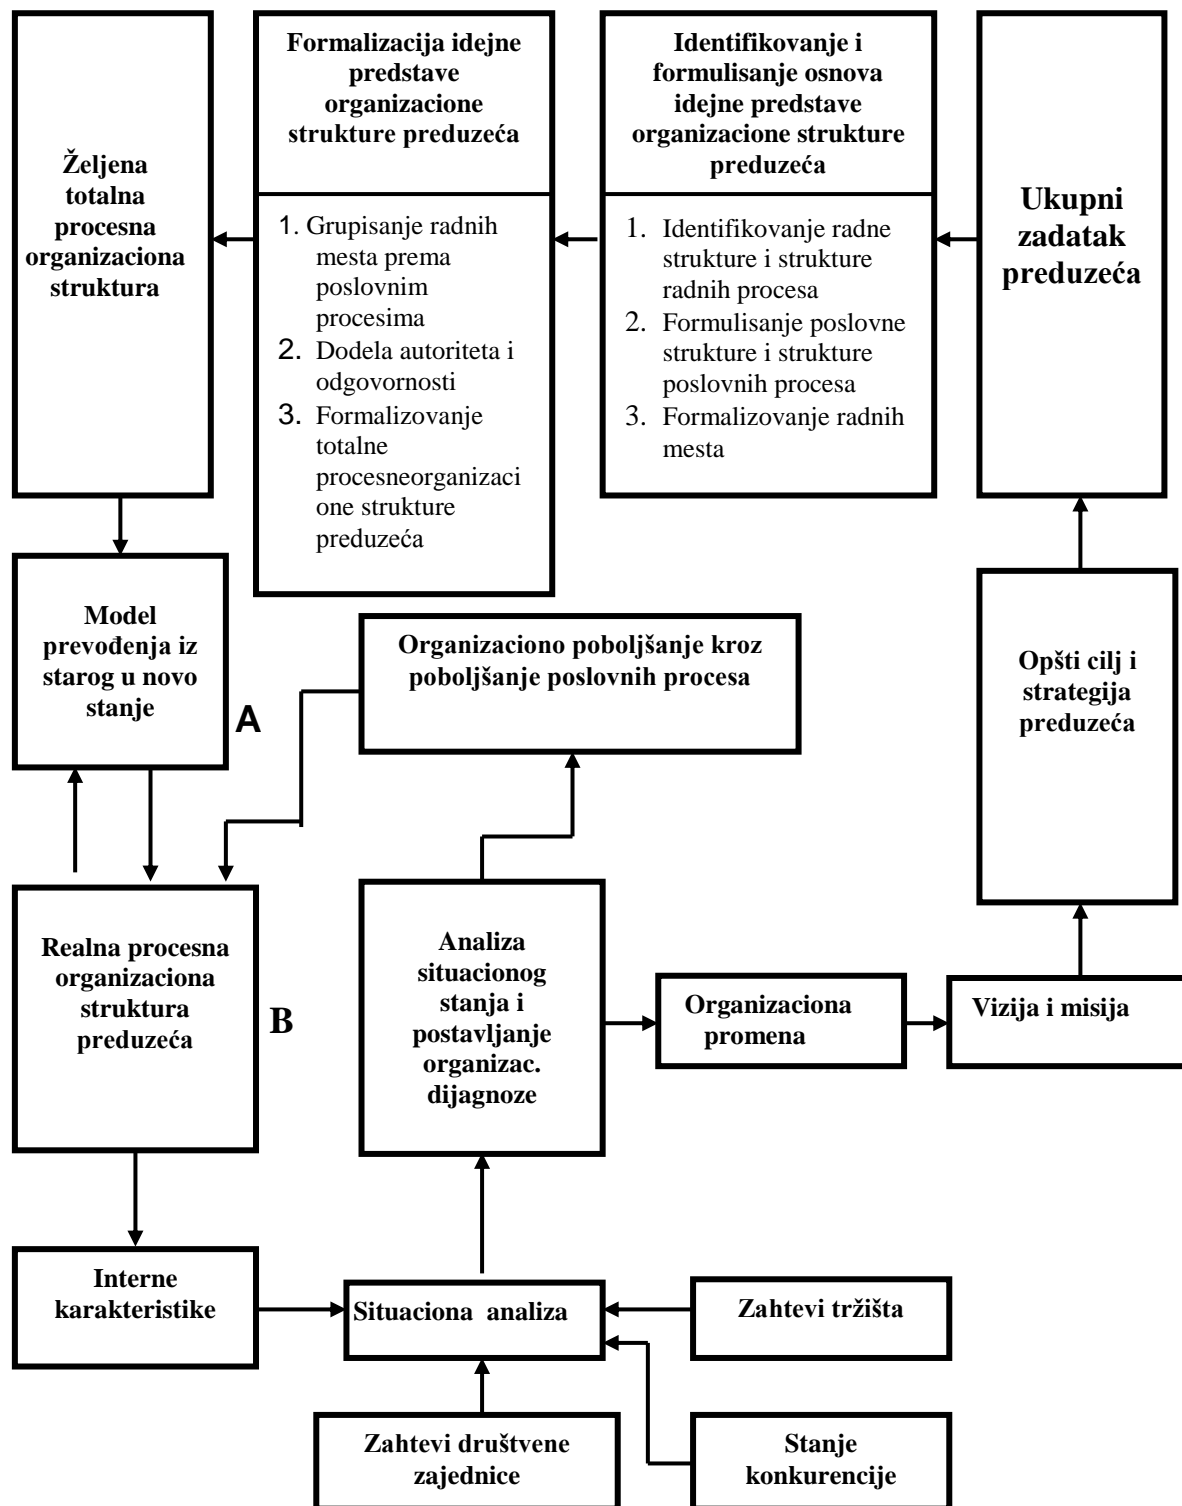 Formalizacija idejne
predstave
organizacione
strukture preduzeća
Identifikovanje i
formulisanje osnova
idejne predstave
organizacione strukture
preduzeća
Željena
totalna
procesna
organizaciona
struktura
1. Grupisanje radnih
mesta prema
poslovnim
procesima
2. Dodela autoriteta i
odgovornosti
3. Formalizovanje
totalne
procesneorganizaci
one strukture
preduzeća
1. Identifikovanje radne
strukture i strukture
radnih procesa
2. Formulisanje poslovne
strukture i strukture
poslovnih procesa
3. Formalizovanje radnih
mesta
Ukupni
zadatak
preduzeća
Model
prevođenja iz
starog u novo
stanje
A
Organizaciono poboljšanje kroz
poboljšanje poslovnih procesa
Opšti cilj i
strategija
preduzeća
Realna procesna
organizaciona
struktura
preduzeća
B
Analiza
situacionog
stanja i
postavljanje
organizac.
dijagnoze
Organizaciona
promena
Vizija i misija
Interne
karakteristike
Situaciona analiza
Zahtevi tržišta
Zahtevi društvene
zajednice
Stanje
konkurencije